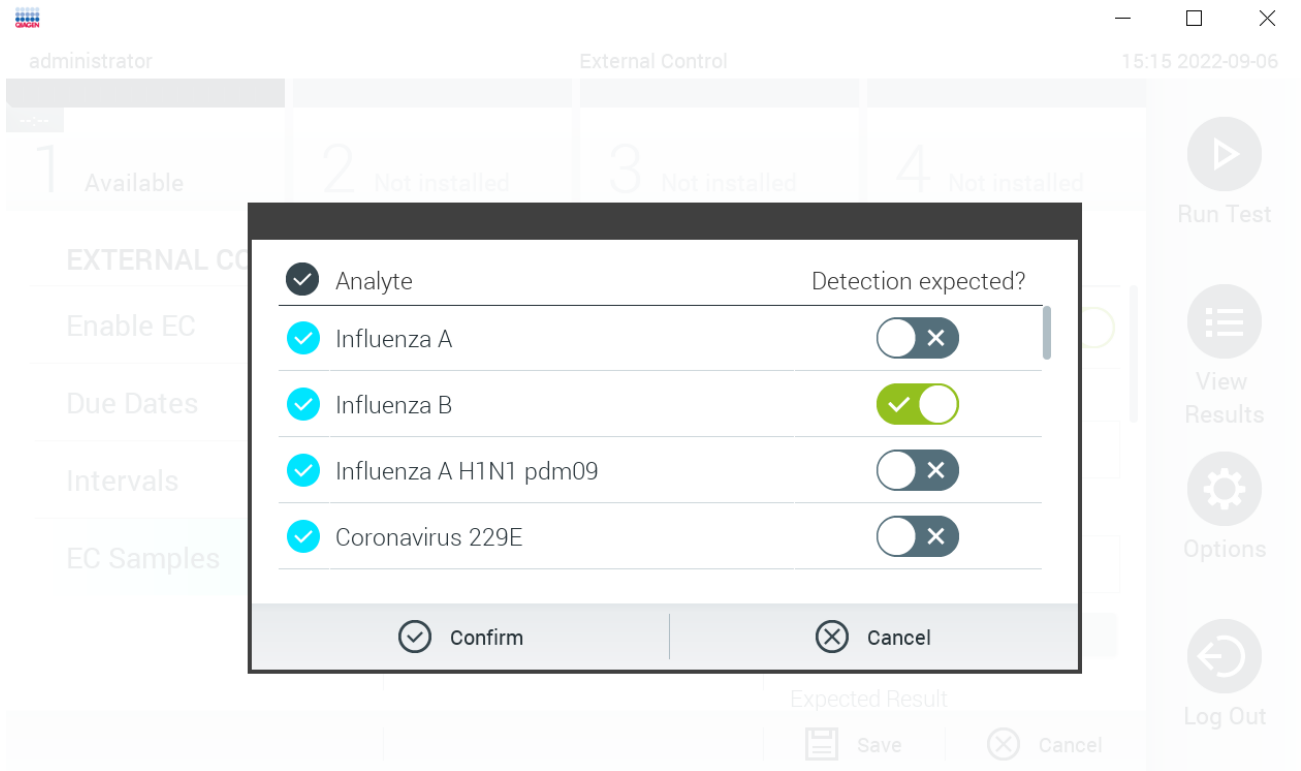 QIAGEN
administrator External Control 15:15 2022-09-06
--:--
1 Available 2 Not installed 3 Not installed 4 Not installed
Run Test
EXTERNAL CO
Analyte Detection expected?
Enable EC
Influenza A
View
Results
Due Dates
Influenza B
Intervals
Influenza A H1N1 pdm09
Options
EC Samples
Coronavirus 229E
Confirm Cancel
Expected Result
Log Out
Save Cancel